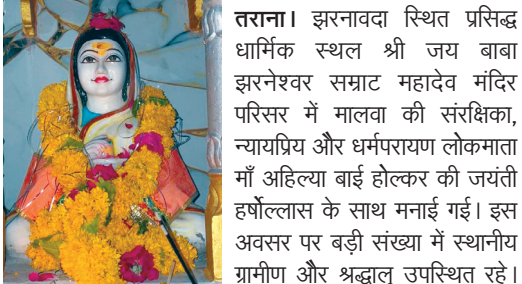 तराना। झरनावदा स्थित प्रसिद्ध
धार्मिक स्थल श्री जय बाबा
झरनेश्वर सम्राट महादेव मंदिर
परिसर में मालवा की संरक्षिका,
न्यायप्रिय और धर्मपरायण लोकमाता
माँ अहिल्या बाई होल्कर की जयंती
हर्षोल्लास के साथ मनाई गई। इस
अवसर पर बड़ी संख्या में स्थानीय
ग्रामीण और श्रद्धालु उपस्थित रहे।